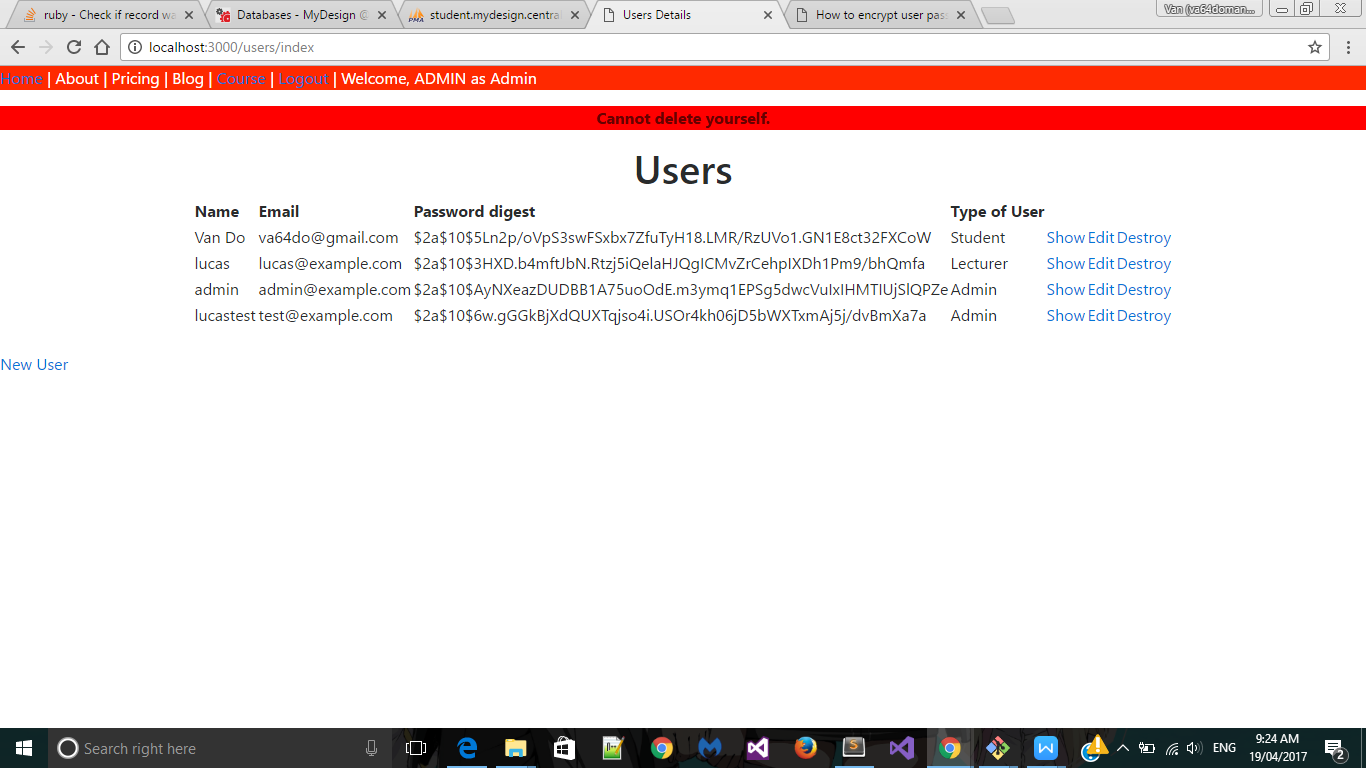 ruby - Check if record wa
Databases - MyDesign @
student.mydesign.central
Users Details
How to encrypt user pas
Van (va64doman...
localhost:3000/users/index
Home | About | Pricing | Blog | Course | Logout | Welcome, ADMIN as Admin
Cannot delete yourself.
Users
Name Email Password digest Type of User
Van Do va64do@gmail.com $2a$10$5Ln2p/oVpS3swFSxbx7ZfuTyH18.LMR/RzUVo1.GN1E8ct32FXCoW Student Show Edit Destroy
lucas lucas@example.com $2a$10$3HXD.b4mftJbN.Rtzj5iQelaHJQgICMvZrCehpIXDh1Pm9/bhQmfa Lecturer Show Edit Destroy
admin admin@example.com $2a$10$AyNXeazDUDBB1A75uoOdE.m3ymq1EPSg5dwcVuIxIHMTIUjSlQPZe Admin Show Edit Destroy
lucastest test@example.com $2a$10$6w.gGGkBjXdQUXTqjso4i.USOr4kh06jD5bWXTxmAj5j/dvBmXa7a Admin Show Edit Destroy
New User
Search right here
ENG
9:24 AM
19/04/2017
2